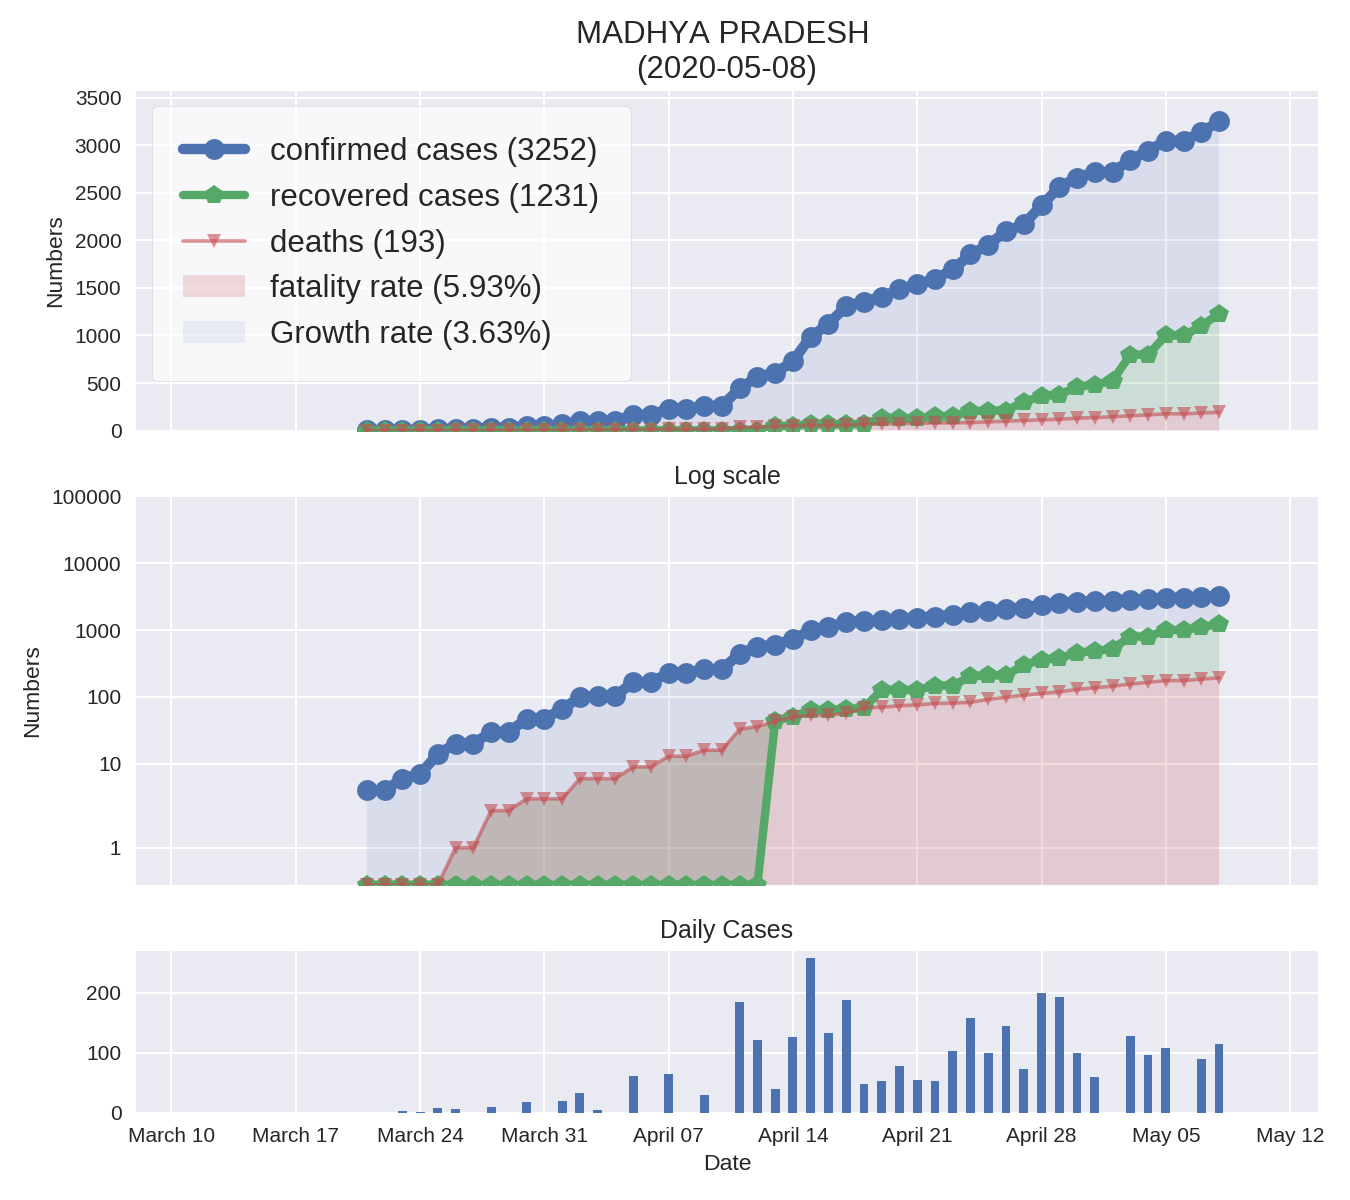 MADHYA PRADESH
(2020-05-08)
3500
3000
2500
2000
1500
1000
500
0
Numbers
confirmed cases (3252)
recovered cases (1231)
deaths (193)
fatality rate (5.93%)
Growth rate (3.63%)
Log scale
100000
10000
1000
100
10
1
Numbers
Daily Cases
200
100
0
March 10 March 17 March 24 March 31 April 07 April 14 April 21 April 28 May 05 May 12
Date